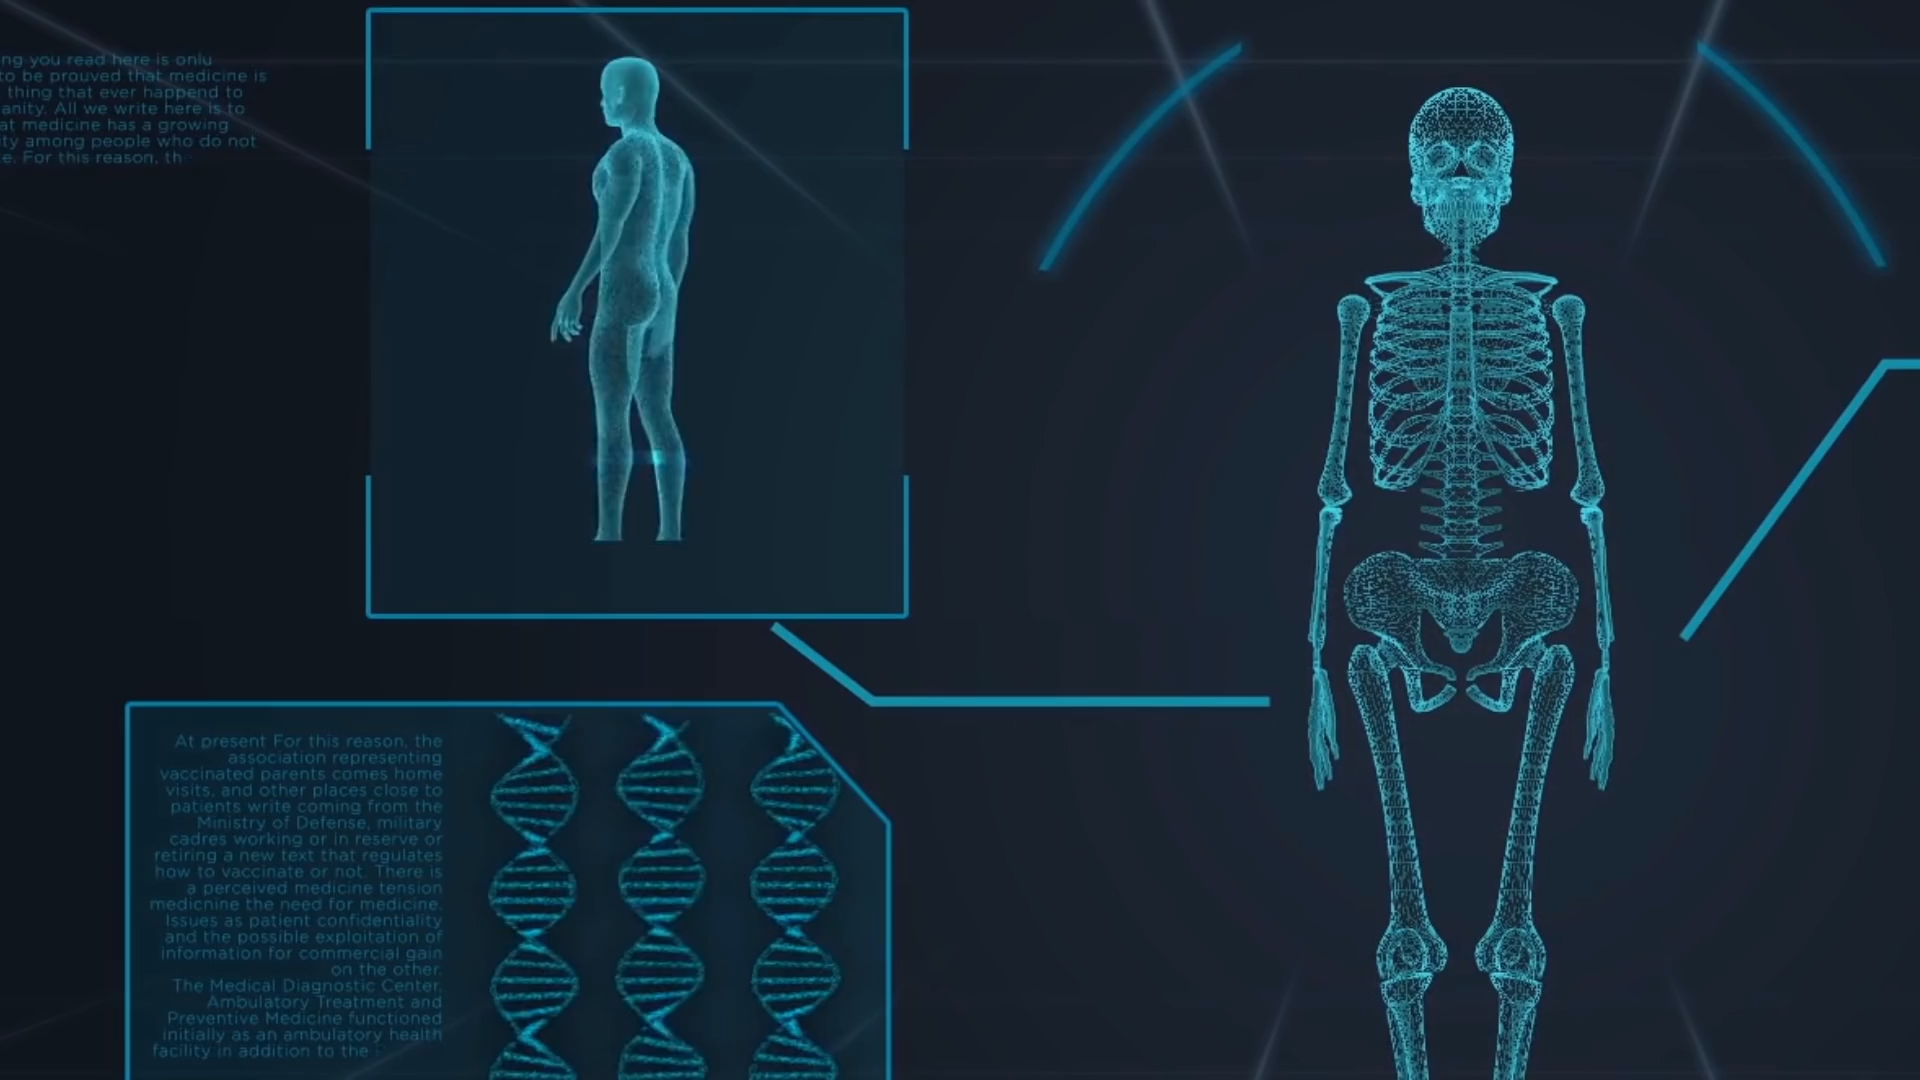 ng you read here is onlu
to be prouved that medicine is
thing that ever happend to
anity. All we write here is to
at medicine has a growing
ity among people who do not
e. For this reason, th
At present For this reason, the
association representing
vaccinated parents comes home
visits, and other places close to
patients write coming from the
Ministry of Defense, military
cadres working or in reserve or
retiring a new text that regulates
how to vaccinate or not. There is
a perceived medicine tension
medicnine the need for medicine.
Issues as patient confidentiality
and the possible exploitation of
information for commercial gain
on the other.
The Medical Diagnostic Center,
Ambulatory Treatment and
Preventive Medicine functioned
initially as an ambulatory health
facility in addition to the